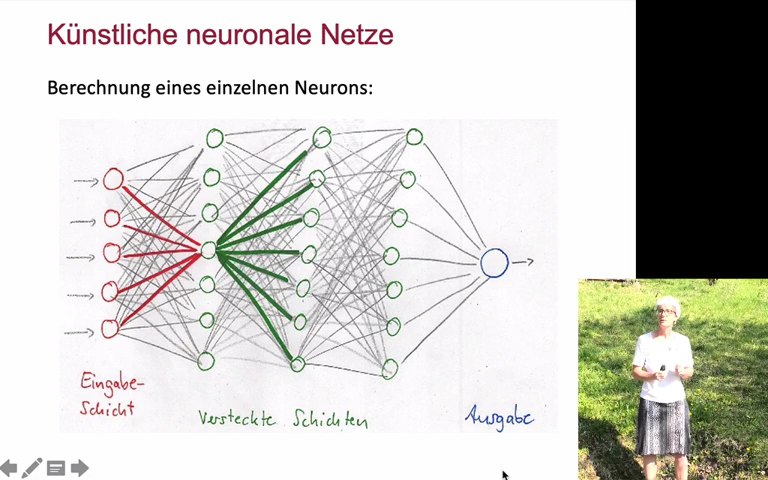 Künstliche neuronale Netze
Berechnung eines einzelnen Neurons:
Eingabe-
Schicht
Versteckte Schichten
Ausgabe